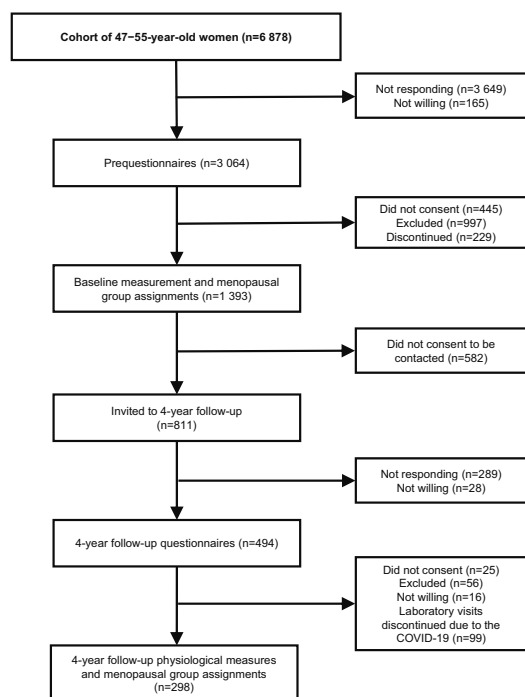 Cohort of 47–55-year-old women (n=6 878)
Not responding (n=3 649)
Not willing (n=165)
Prequestionnaires (n=3 064)
Did not consent (n=445)
Excluded (n=997)
Discontinued (n=229)
Baseline measurement and menopausal
group assignments (n=1 393)
Did not consent to be
contacted (n=582)
Invited to 4-year follow-up
(n=811)
Not responding (n=289)
Not willing (n=28)
4-year follow-up questionnaires (n=494)
Did not consent (n=25)
Excluded (n=56)
Not willing (n=16)
Laboratory visits
discontinued due to the
COVID-19 (n=99)
4-year follow-up physiological measures
and menopausal group assignments
(n=298)